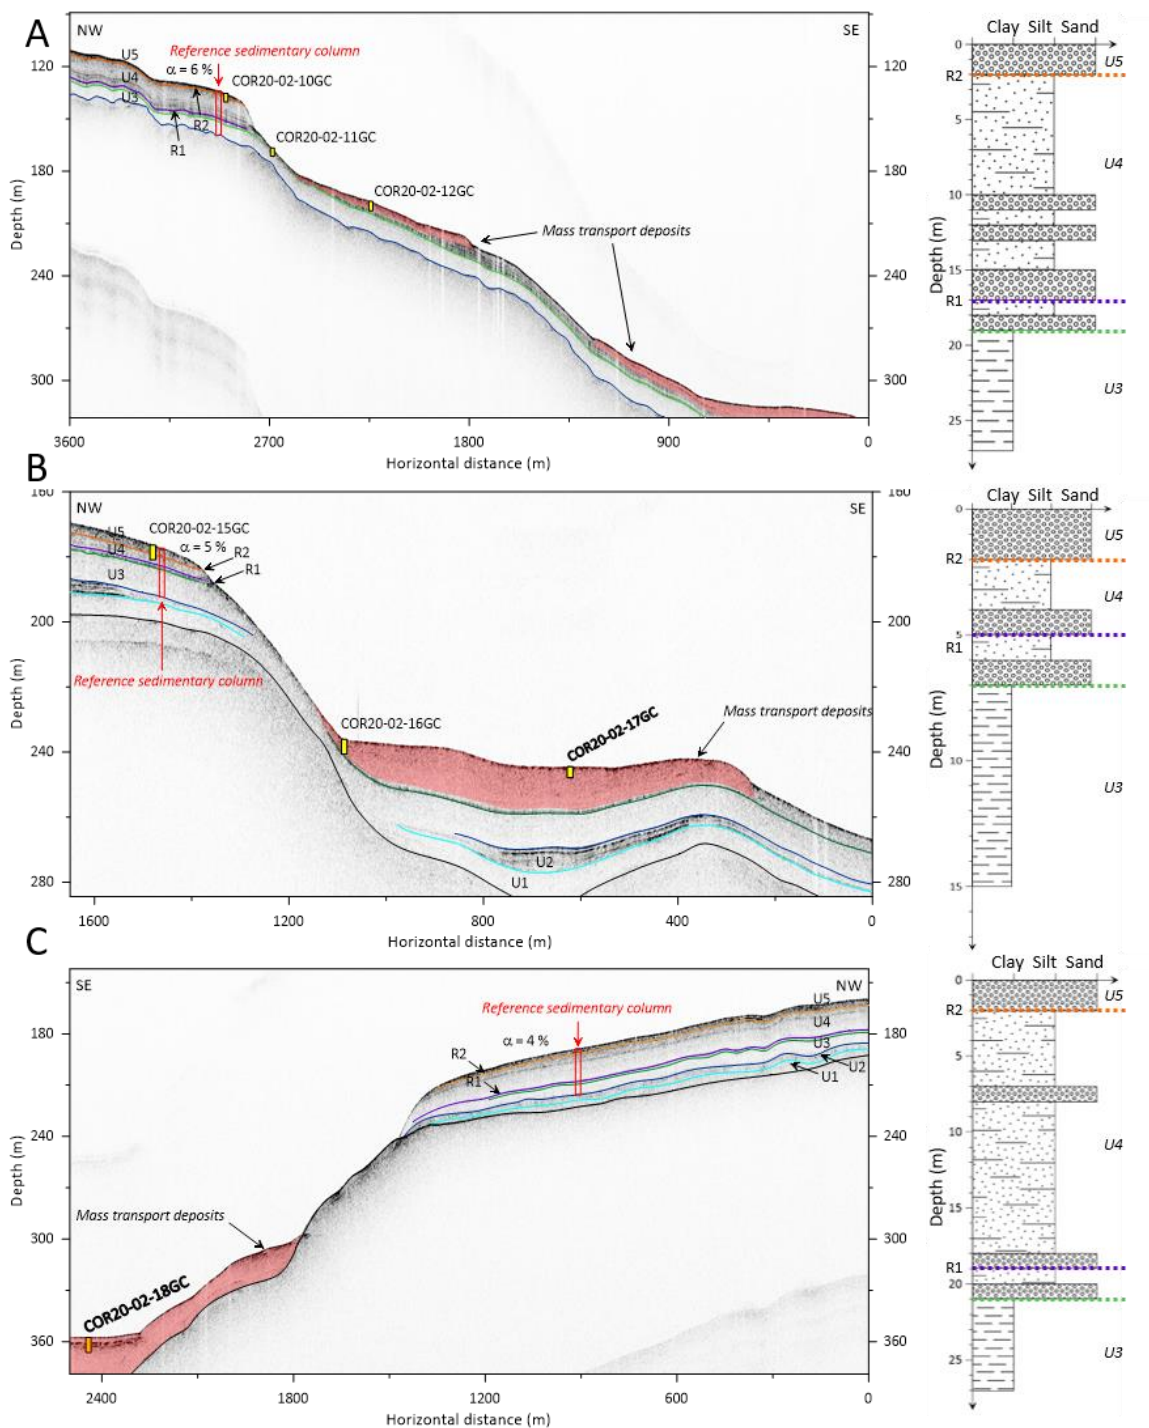 A
NW
SE
Reference sedimentary column
α = 6 %
U5
U4
U3
R2
R1
COR20-02-10GC
COR20-02-11GC
COR20-02-12GC
Mass transport deposits
120
180
240
300
120
180
240
300
Depth (m)
Depth (m)
3600
2700
1800
900
0
Horizontal distance (m)
Clay Silt Sand
0
5
10
15
20
25
R2
R1
U5
U4
U3
Depth (m)
B
NW
SE
160
200
240
280
160
200
240
280
U5
U4
U3
COR20-02-15GC
α = 5 %
R2
R1
Reference sedimentary column
COR20-02-16GC
COR20-02-17GC
Mass transport deposits
U2
U1
Depth (m)
1600
1200
800
400
0
Horizontal distance (m)
Clay Silt Sand
0
5
10
15
R2
R1
U5
U4
U3
Depth (m)
C
SE
NW
Reference sedimentary column
α = 4 %
R2
R1
U5
U4
U3
U2
U1
Mass transport deposits
COR20-02-18GC
180
240
300
360
180
240
300
360
Depth (m)
2400
1800
1200
600
0
Horizontal distance (m)
Clay Silt Sand
0
5
10
15
20
25
R2
R1
U5
U4
U3
Depth (m)